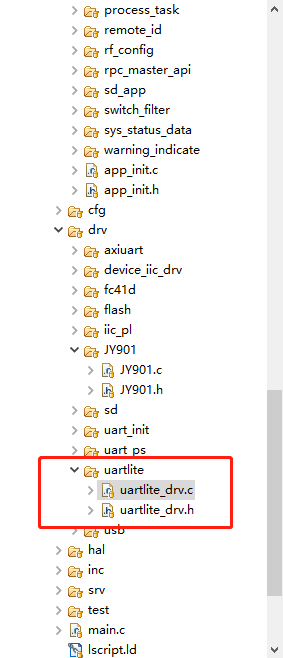 process_task
remote_id
rf_config
rpc_master_api
sd_app
switch_filter
sys_status_data
warning_indicate
app_init.c
app_init.h
cfg
drv
axiuart
device_iic_drv
fc41d
flash
iic_pl
JY901
JY901.c
JY901.h
sd
uart_init
uart_ps
uartlite
uartlite_drv.c
uartlite_drv.h
usb
hal
inc
srv
test
main.c
lscript.ld